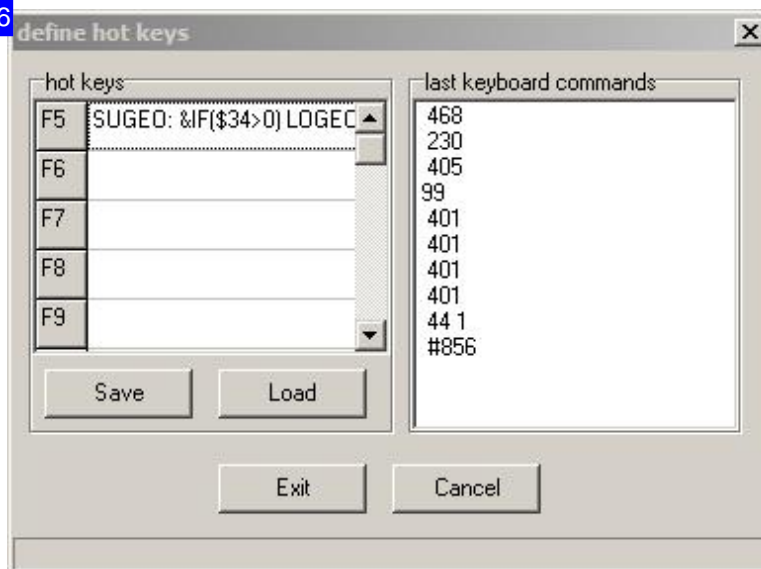 6
define hot keys
hot keys
F5 SUGEO: &IF($34>0) LOGEC
F6
F7
F8
F9
Save Load
last keyboard commands
468
230
405
99
401
401
401
401
44 1
#856
Exit Cancel